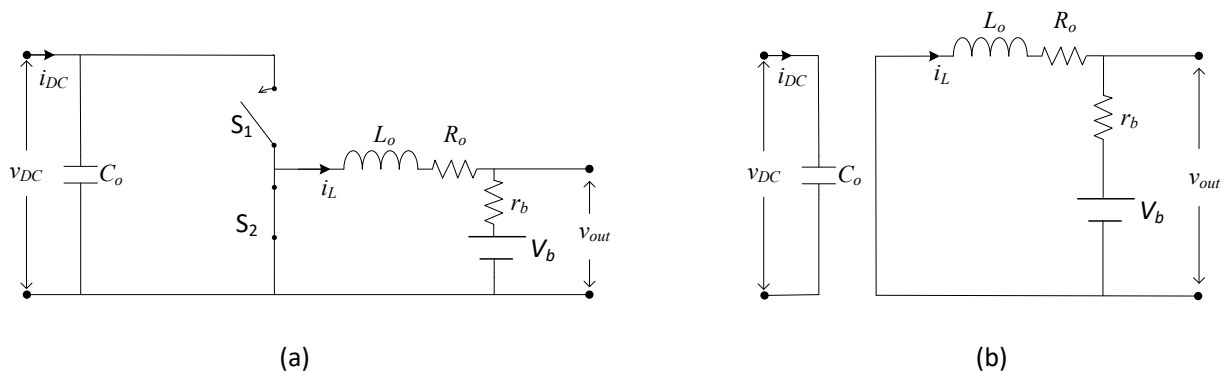 i_DC
v_DC
C_o
S_1
S_2
L_o
R_o
i_L
r_b
V_b
v_out
(a)
i_DC
v_DC
C_o
L_o
R_o
i_L
r_b
V_b
v_out
(b)